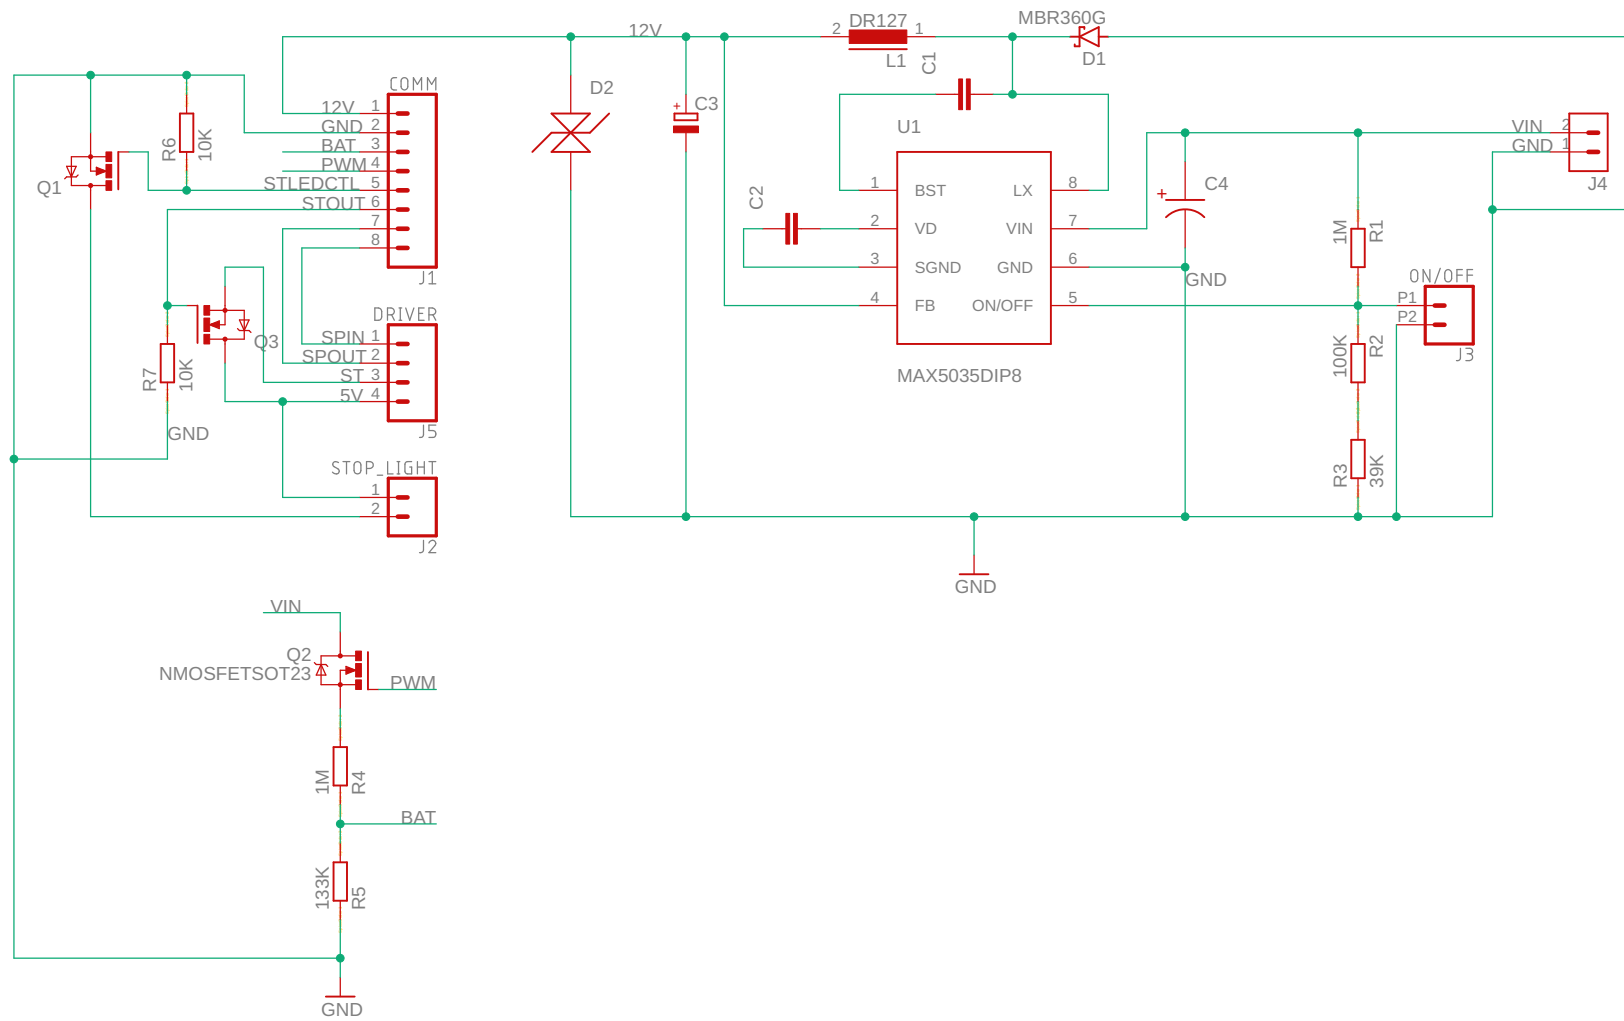 12V
2 DR127 1
L1
C1
MBR360G
D1
COMM
12V 1
GND 2
BAT 3
PWM 4
STLEDCTL 5
STOUT 6
7
8
J1
R6
10K
Q1
D2
+
C3
U1
1 BST
2 VD
3 SGND
4 FB
LX 8
VIN 7
GND 6
ON/OFF 5
MAX5035DIP8
C2
+
C4
GND
1M
R1
VIN 2
GND 1
J4
ON/OFF
P1
P2
J3
100K
R2
R3
39K
DRIVER
SPIN 1
SPOUT 2
ST 3
5V 4
J5
Q3
R7
10K
GND
STOP_LIGHT
1
2
J2
GND
VIN
Q2
NMOSFETSOT23
PWM
1M
R4
BAT
133K
R5
GND